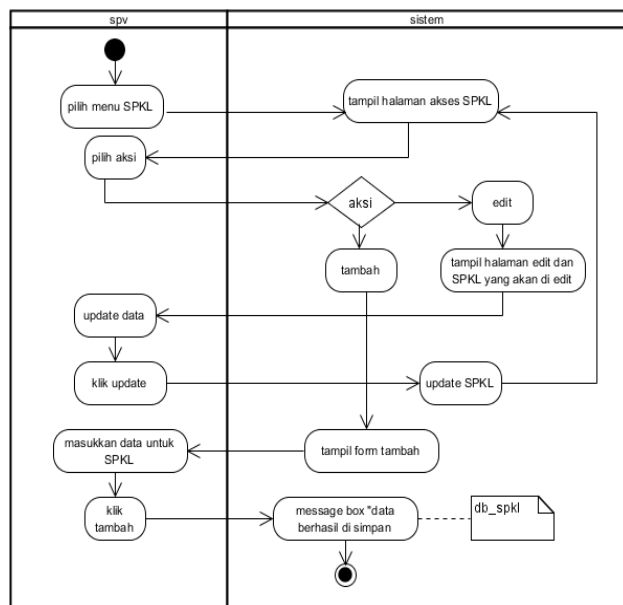 spv
sistem
pilih menu SPKL
tampil halaman akses SPKL
pilih aksi
aksi
edit
tambah
tampil halaman edit dan
SPKL yang akan di edit
update data
klik update
update SPKL
masukkan data untuk
SPKL
tampil form tambah
klik
tambah
message box "data
berhasil di simpan
db_spkl